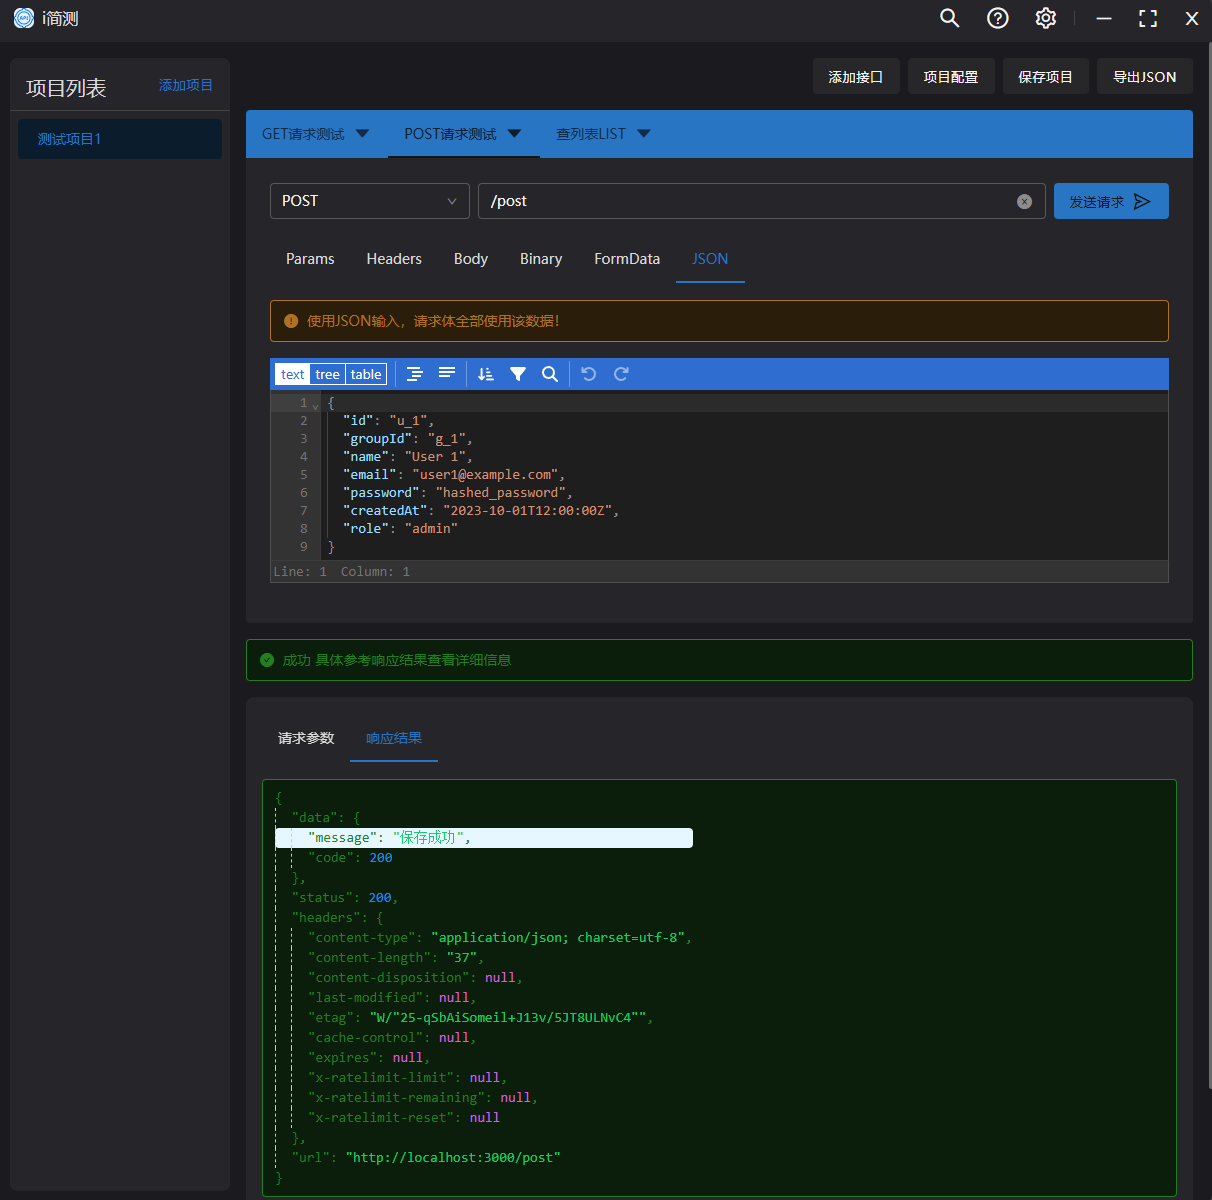 i简测
项目列表 添加项目
测试项目1
添加接口 项目配置 保存项目 导出JSON
GET请求测试 POST请求测试 查列表LIST
POST /post 发送请求
Params Headers Body Binary FormData JSON
使用JSON输入，请求体全部使用该数据!
text tree table
1 {
2 "id": "u_1",
3 "groupId": "g_1",
4 "name": "User 1",
5 "email": "user1@example.com",
6 "password": "hashed_password",
7 "createdAt": "2023-10-01T12:00:00Z",
8 "role": "admin"
9 }
Line: 1 Column: 1
成功 具体参考响应结果查看详细信息
请求参数 响应结果
{
"data": {
"message": "保存成功",
"code": 200
},
"status": 200,
"headers": {
"content-type": "application/json; charset=utf-8",
"content-length": "37",
"content-disposition": null,
"last-modified": null,
"etag": "W/"25-qSbAiSomeil+J13v/5JT8ULNvC4"",
"cache-control": null,
"expires": null,
"x-ratelimit-limit": null,
"x-ratelimit-remaining": null,
"x-ratelimit-reset": null
},
"url": "http://localhost:3000/post"
}